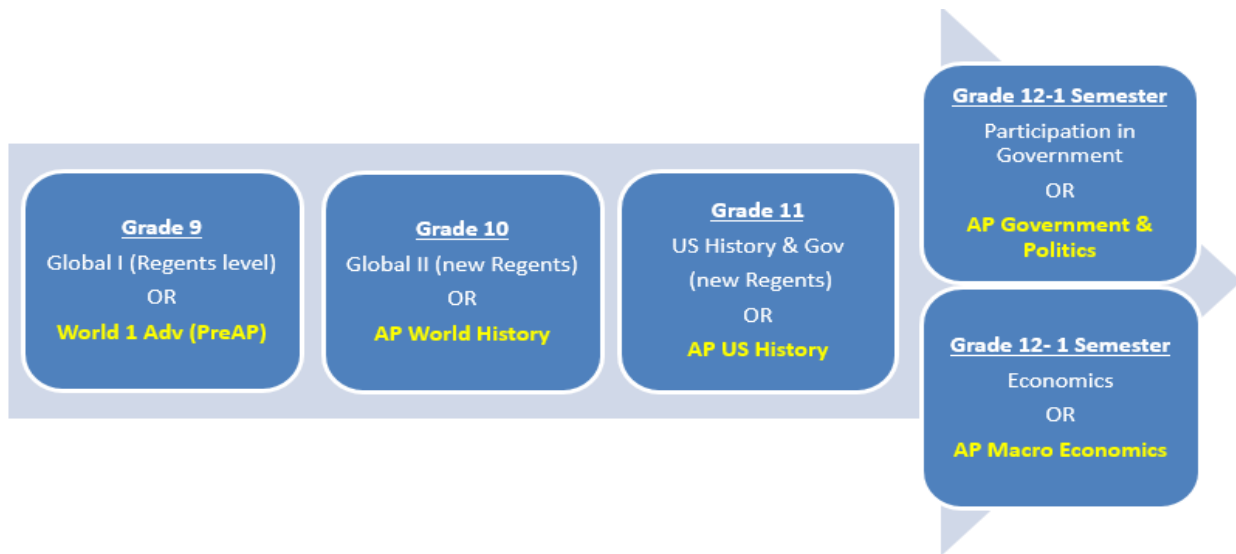 Grade 9
Global I (Regents level)
OR
World 1 Adv (PreAP)
Grade 10
Global II (new Regents)
OR
AP World History
Grade 11
US History & Gov
(new Regents)
OR
AP US History
Grade 12-1 Semester
Participation in
Government
OR
AP Government &
Politics
Grade 12- 1 Semester
Economics
OR
AP Macro Economics